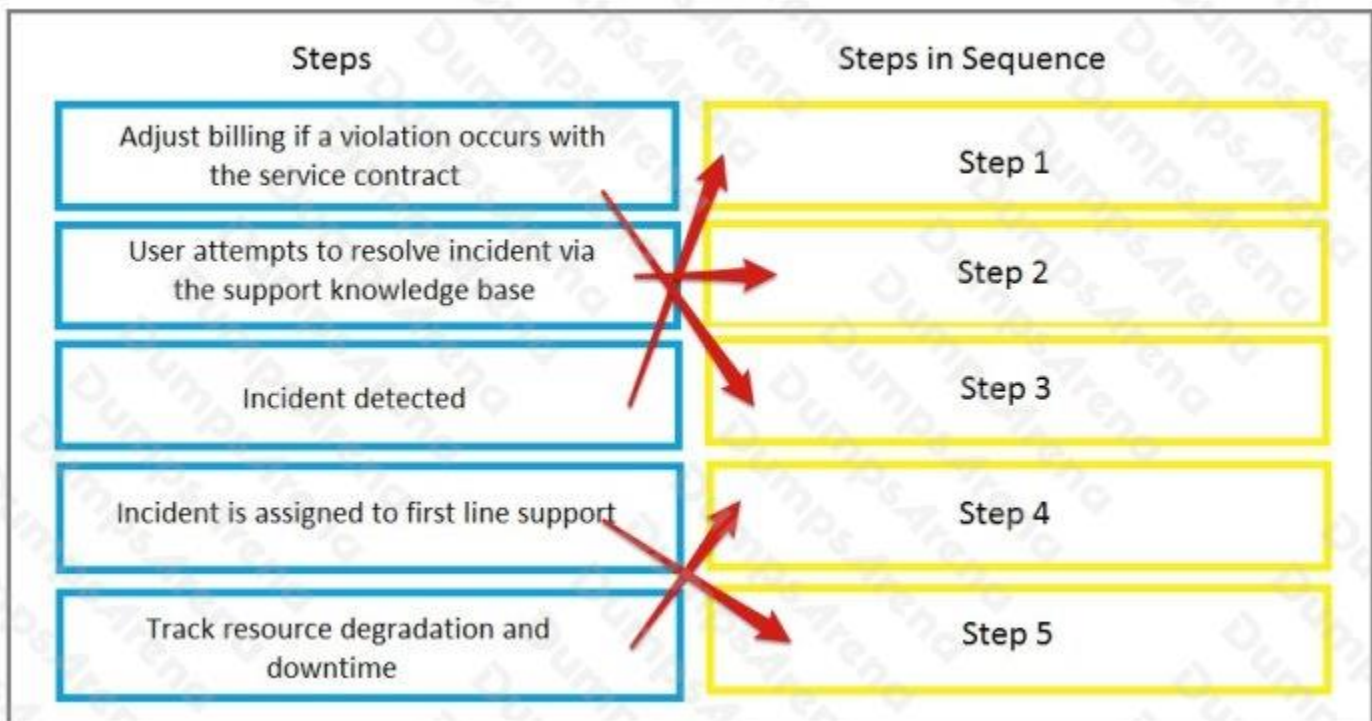 Steps
Steps in Sequence
Adjust billing if a violation occurs with
the service contract
Step 1
User attempts to resolve incident via
the support knowledge base
Step 2
Incident detected
Step 3
Incident is assigned to first line support
Step 4
Track resource degradation and
downtime
Step 5
DumpsArena